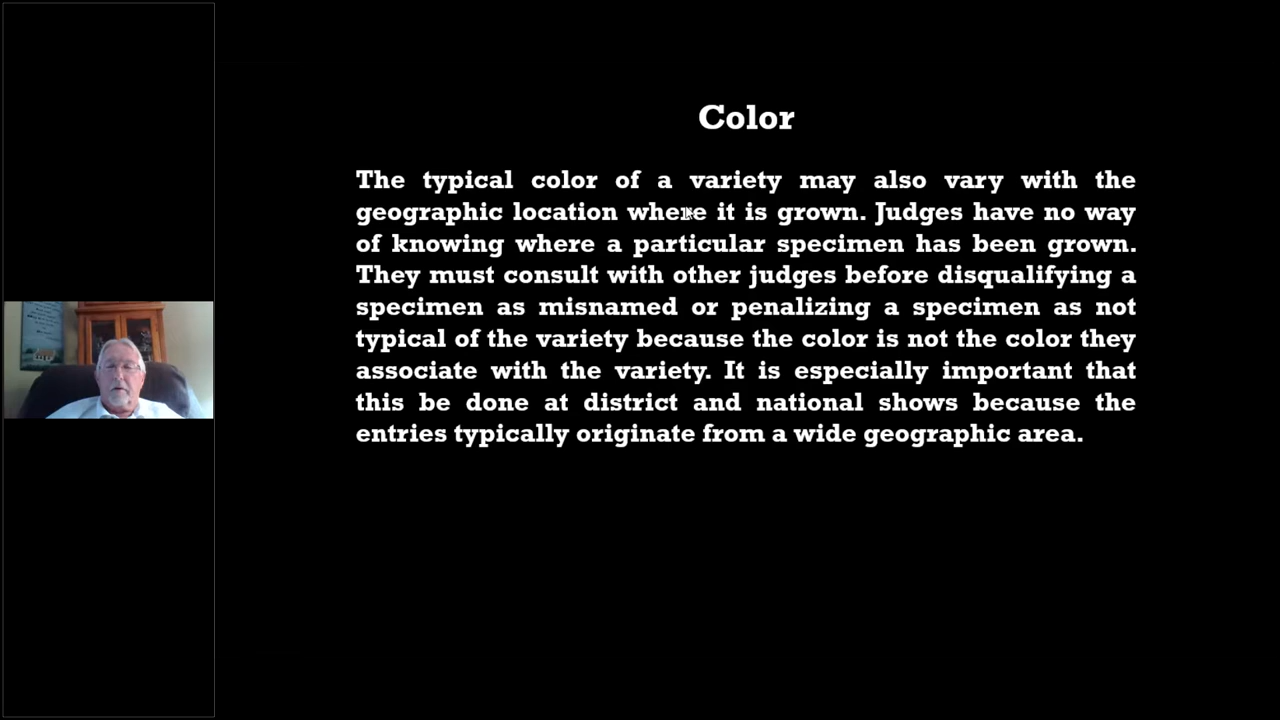 Color
The typical color of a variety may also vary with the
geographic location where it is grown. Judges have no way
of knowing where a particular specimen has been grown.
They must consult with other judges before disqualifying a
specimen as misnamed or penalizing a specimen as not
typical of the variety because the color is not the color they
associate with the variety. It is especially important that
this be done at district and national shows because the
entries typically originate from a wide geographic area.